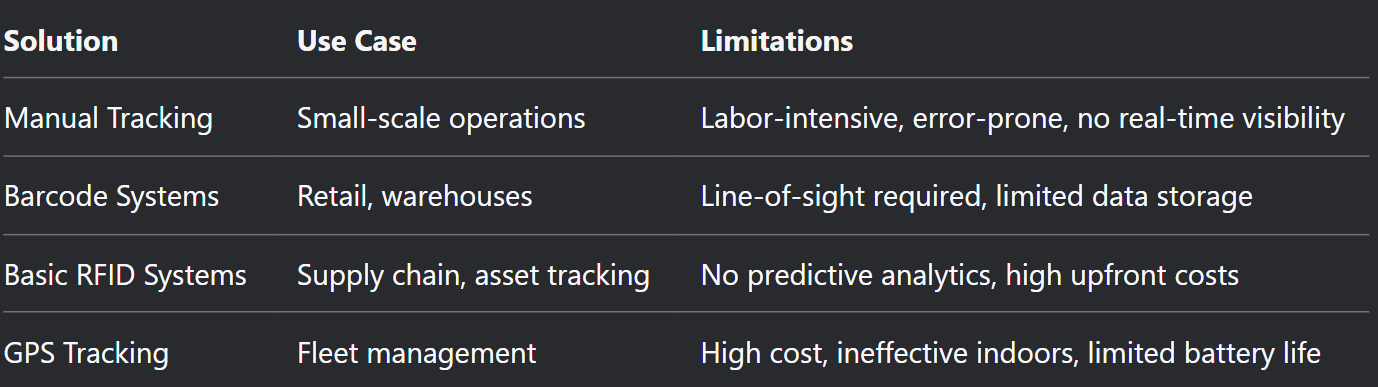 Solution Use Case Limitations
Manual Tracking Small-scale operations Labor-intensive, error-prone, no real-time visibility
Barcode Systems Retail, warehouses Line-of-sight required, limited data storage
Basic RFID Systems Supply chain, asset tracking No predictive analytics, high upfront costs
GPS Tracking Fleet management High cost, ineffective indoors, limited battery life